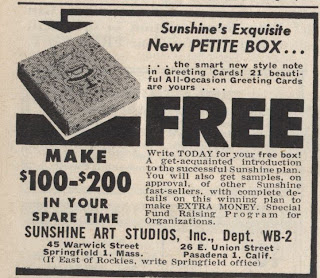 Sunshine's Exquisite
New PETITE BOX...
. . . the smart new style note
in Greeting Cards! 21 beauti-
ful All-Occasion Greeting Cards
are yours . . .
FREE
Write TODAY for your free box!
A get-acquainted introduction
to the successful Sunshine plan.
You will also get samples, on
approval, of other Sunshine
fast-sellers, with complete de-
tails on this winning plan to
make EXTRA MONEY. Special
Fund Raising Program for
Organizations.
MAKE
$100-$200
IN YOUR
SPARE TIME
SUNSHINE ART STUDIOS, Inc., Dept. WB-2
45 Warwick Street
Springfield 1, Mass.
26 E. Union Street
Pasadena 1, Calif.
(If East of Rockies, write Springfield office)